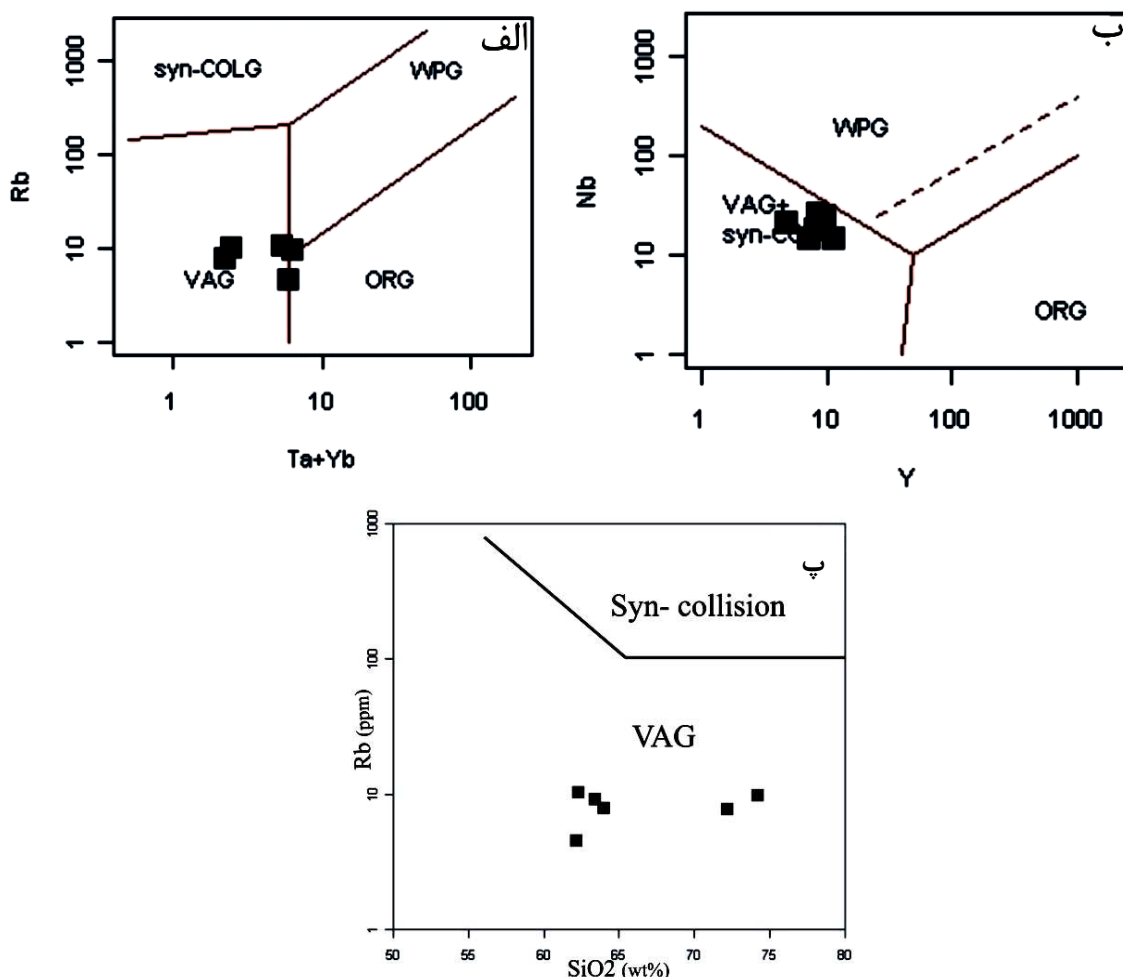 الف
syn-COLG
WPG
VAG
ORG
1000
100
10
1
1
10
100
Rb
Ta+Yb
ب
WPG
VAG+
ORG
1000
100
10
1
1
10
100
1000
Nb
Y
پ
Syn- collision
VAG
1000
100
10
1
50
55
60
65
70
75
80
Rb (ppm)
SiO2 (wt%)